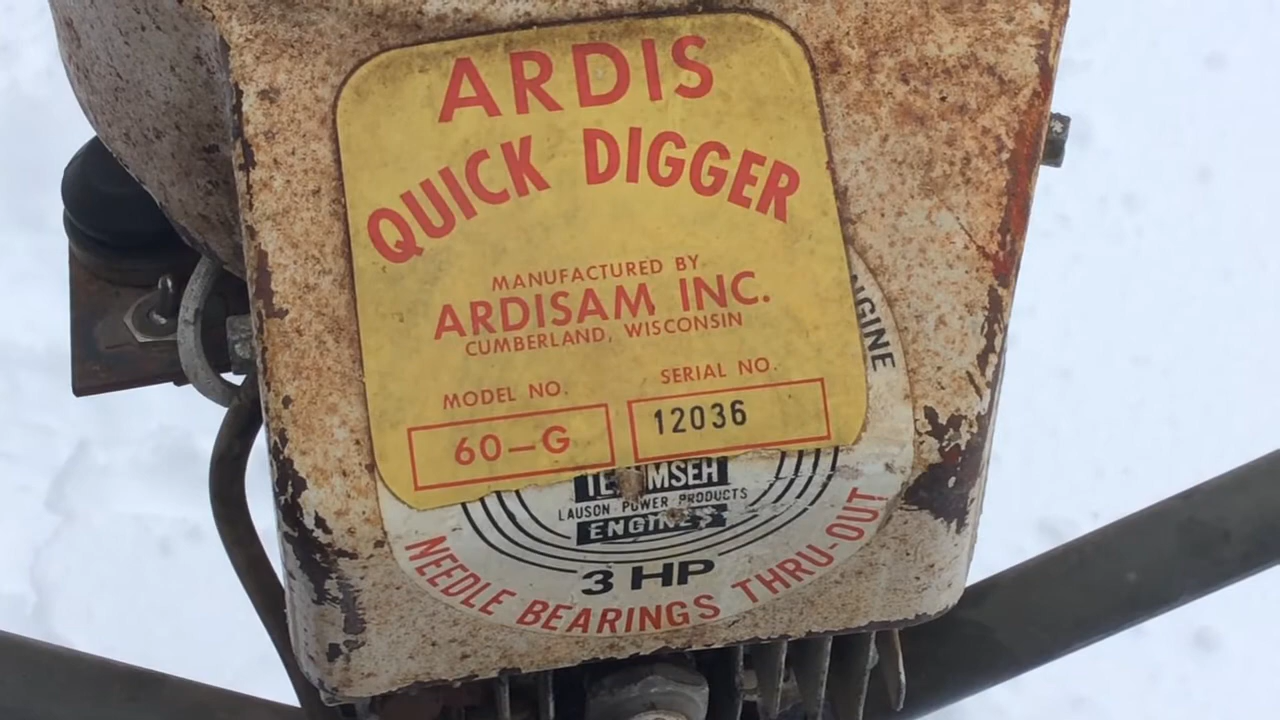 ARDIS
QUICK DIGGER
MANUFACTURED BY
ARDISAM INC.
CUMBERLAND, WISCONSIN
MODEL NO. SERIAL NO.
60-G 12036
LAUSON POWER PRODUCTS
ENGINES
3 HP
NEEDLE BEARINGS THRU-OUT